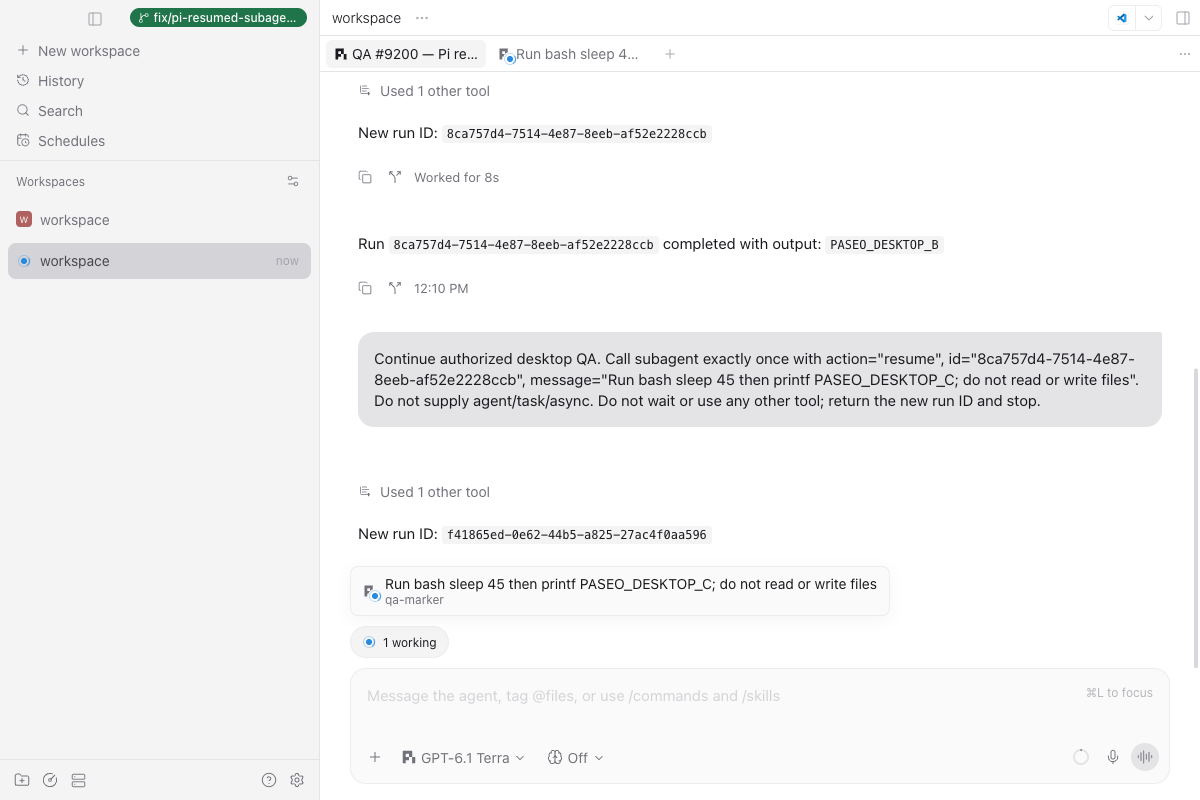 fix/pi-resumed-subage...
New workspace
History
Search
Schedules
Workspaces
W workspace
workspace now
workspace
QA #9200 — Pi re...
Run bash sleep 4...
Used 1 other tool
New run ID: 8ca757d4-7514-4e87-8eeb-af52e2228ccb
Worked for 8s
Run 8ca757d4-7514-4e87-8eeb-af52e2228ccb completed with output: PASEO_DESKTOP_B
12:10 PM
Continue authorized desktop QA. Call subagent exactly once with action="resume", id="8ca757d4-7514-4e87-
8eeb-af52e2228ccb", message="Run bash sleep 45 then printf PASEO_DESKTOP_C; do not read or write files".
Do not supply agent/task/async. Do not wait or use any other tool; return the new run ID and stop.
Used 1 other tool
New run ID: f41865ed-0e62-44b5-a825-27ac4f0aa596
Run bash sleep 45 then printf PASEO_DESKTOP_C; do not read or write files
qa-marker
1 working
Message the agent, tag @files, or use /commands and /skills
⌘L to focus
GPT-6.1 Terra
Off